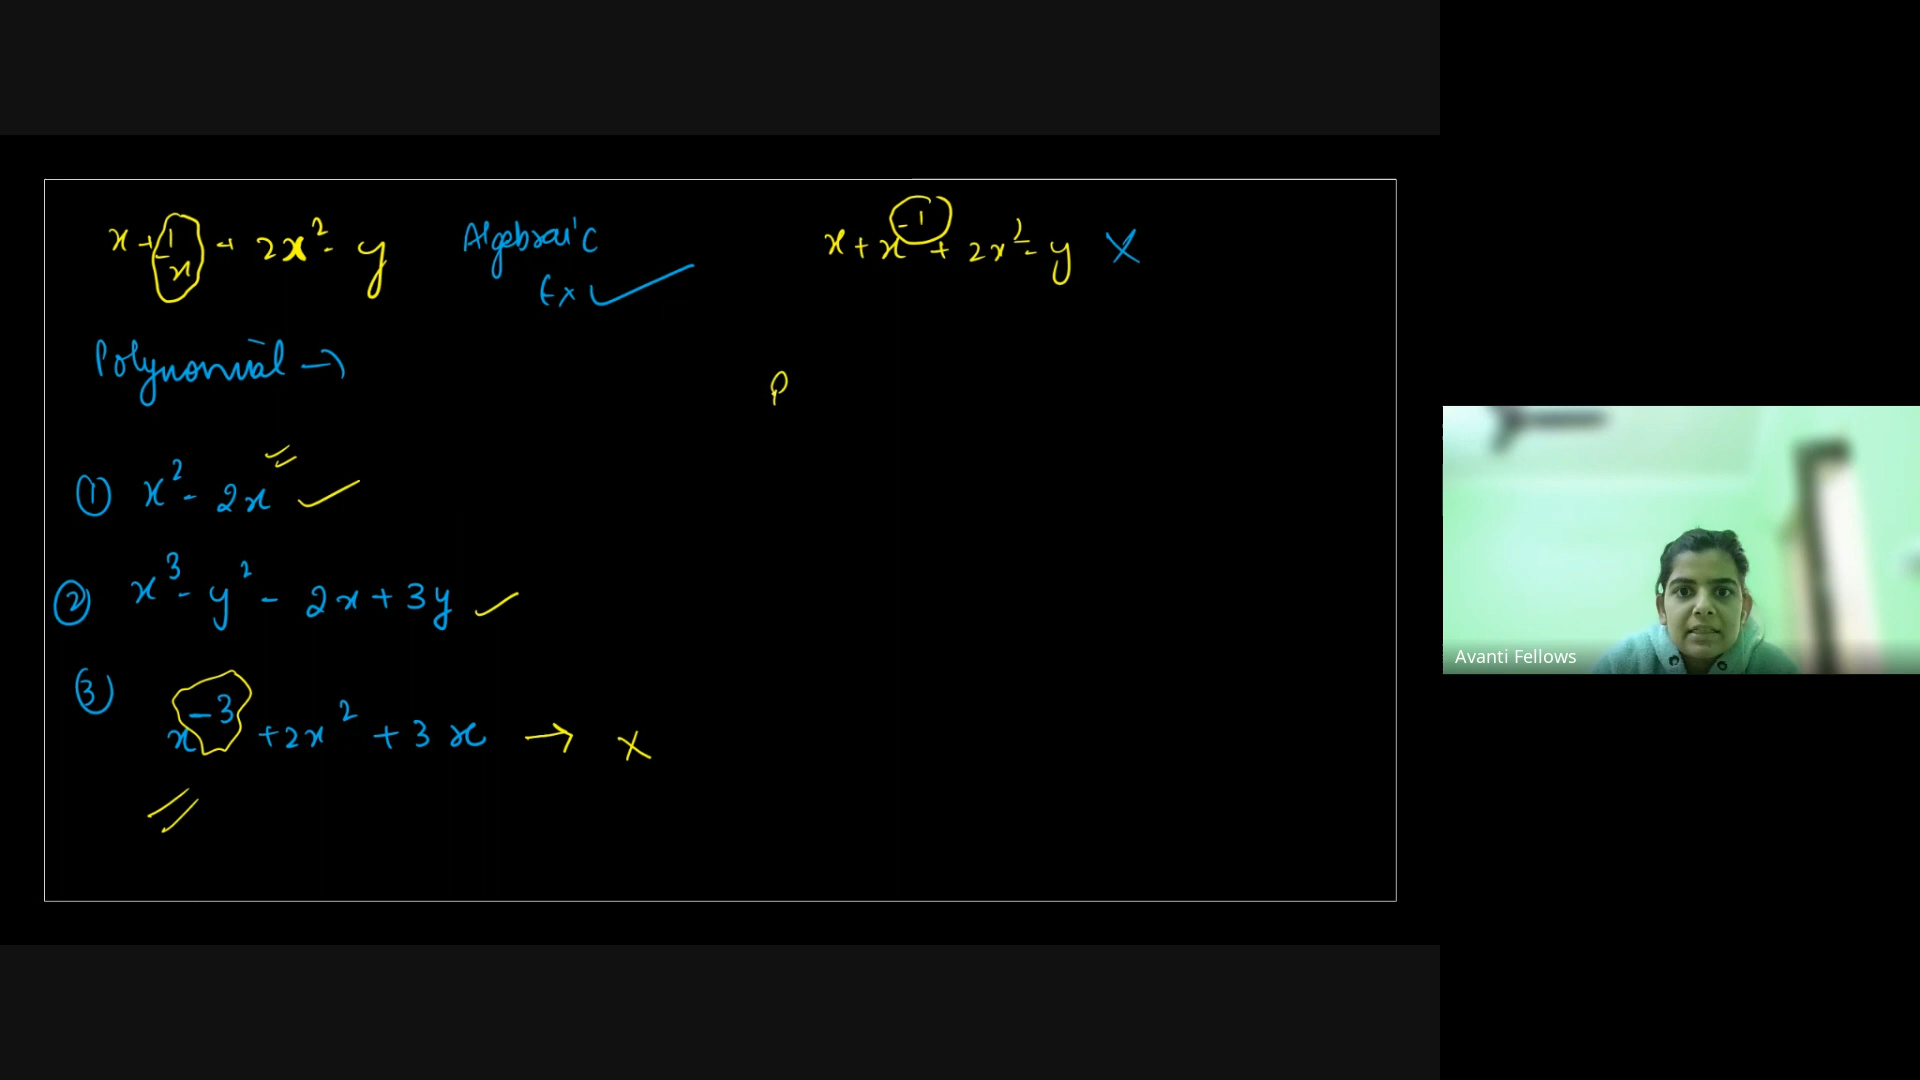 x + 1/x + 2x² - y Algebraic Ex ✓
x + x⁻¹ + 2x² - y X
Polynomial →
P
① x² - 2x ✓
② x³ - y² - 2x + 3y ✓
③ x⁻³ + 2x² + 3x → X
Avanti Fellows